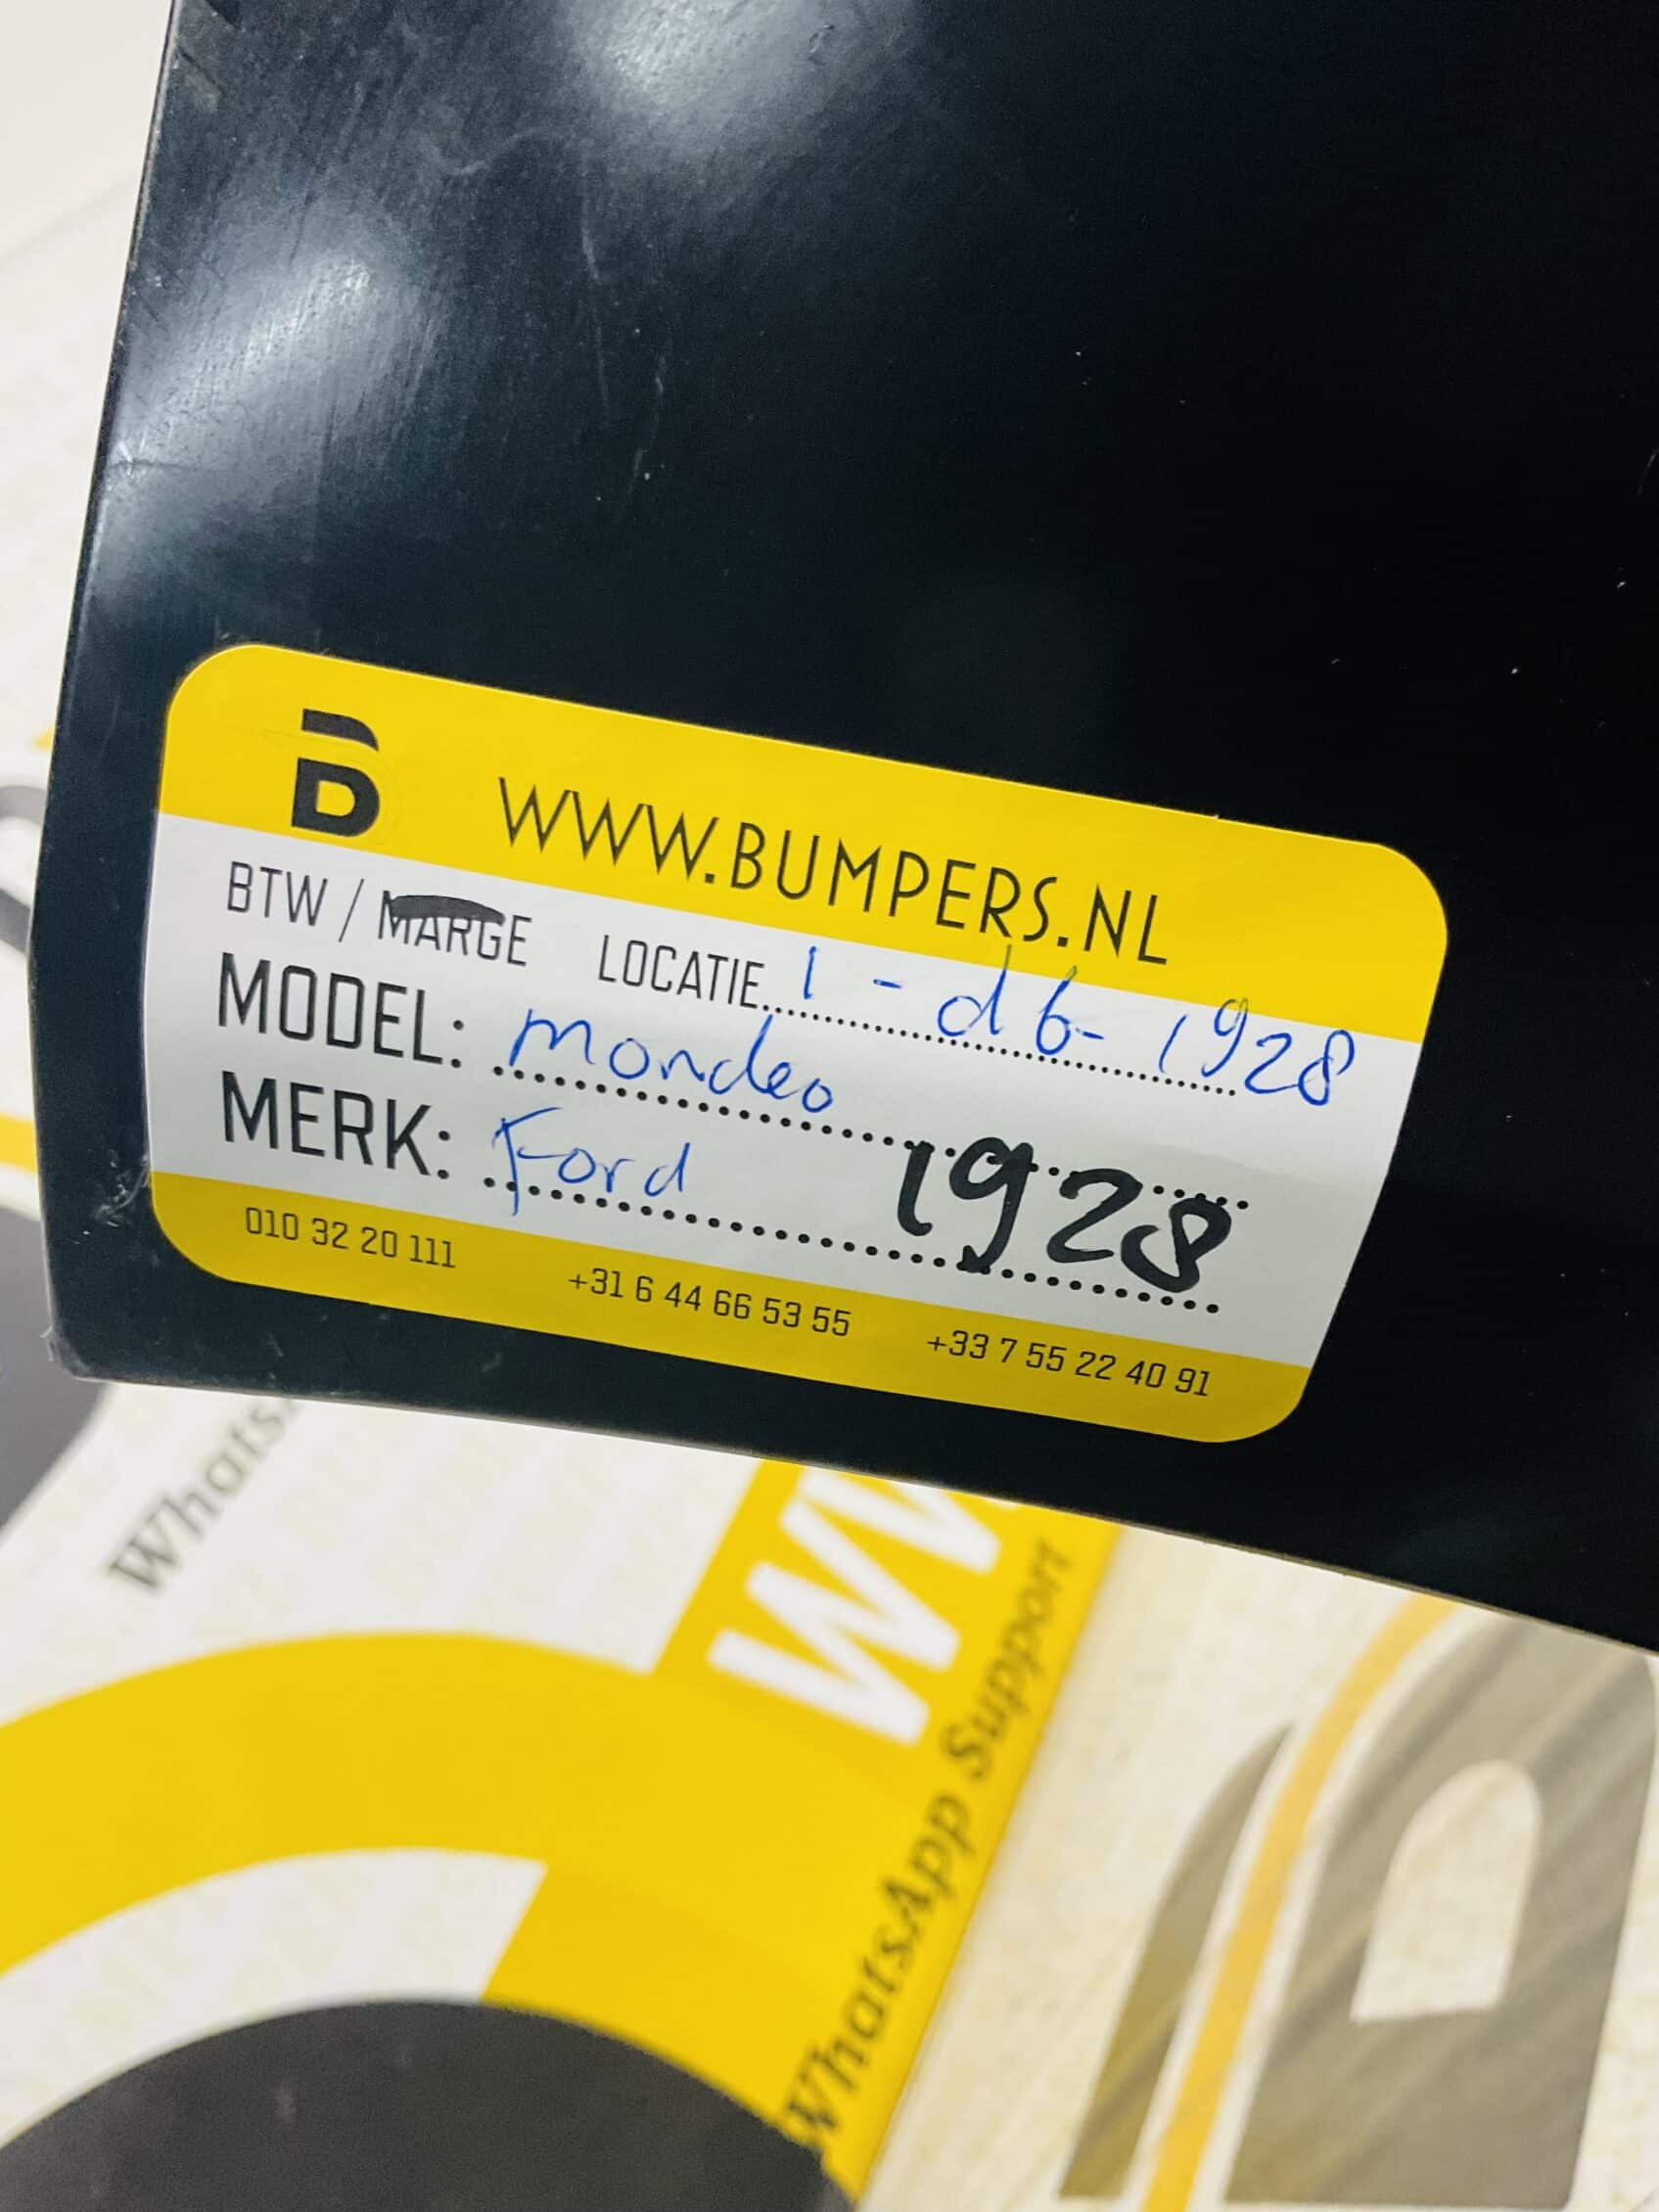 B WWW.BUMPERS.NL
BTW / MARGE LOCATIE 1 - d6- 1928
MODEL: Mondeo
MERK: Ford 1928
010 32 20 111 +31 6 44 66 53 55 +33 7 55 22 40 91
WhatsApp Support